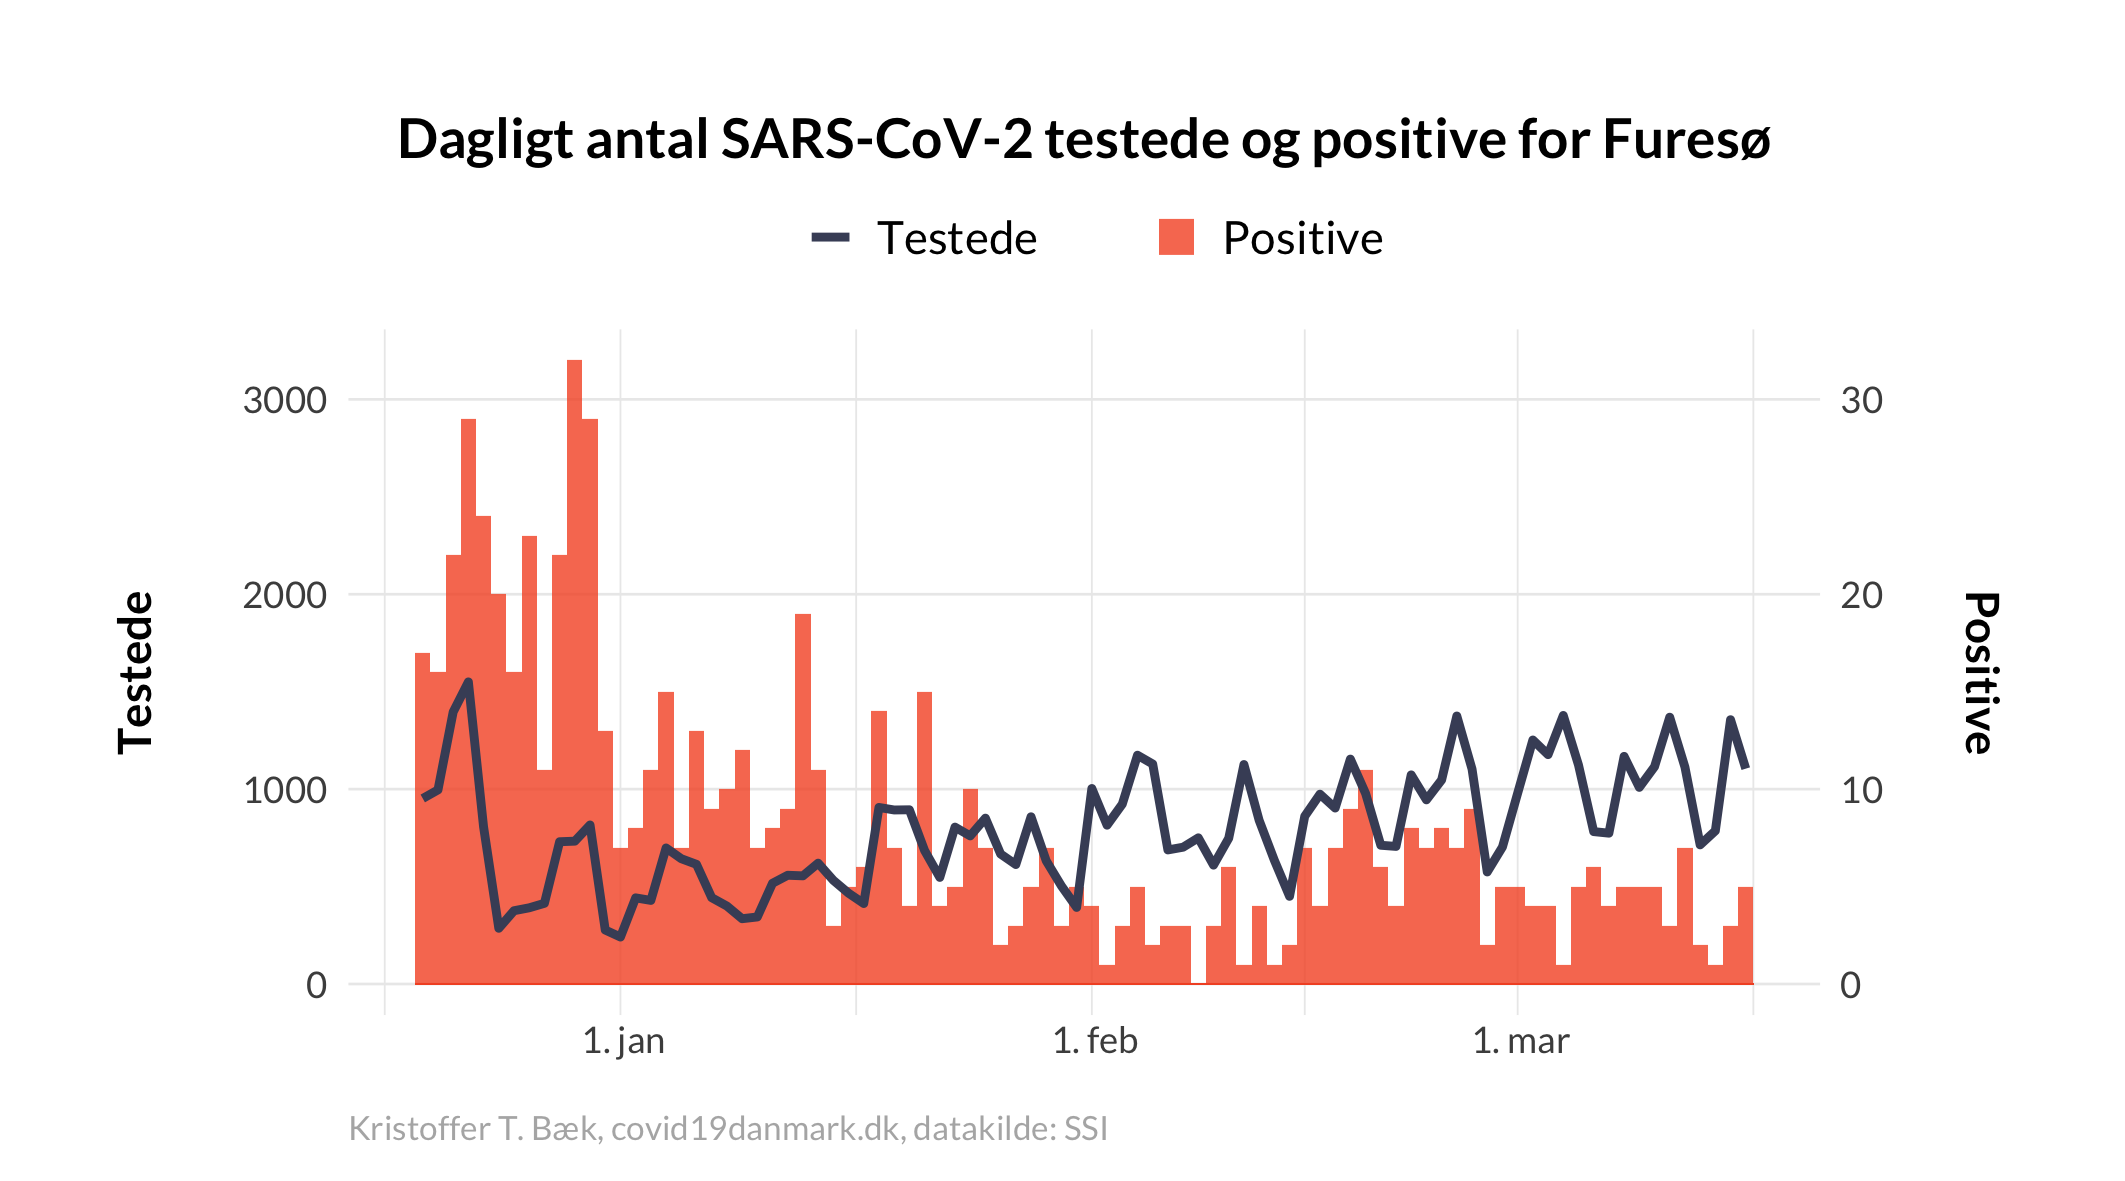 Dagligt antal SARS-CoV-2 testede og positive for Furesø
Testede Positive
3000 30
2000 20
1000 10
0 0
Testede
Positive
1. jan 1. feb 1. mar
Kristoffer T. Bæk, covid19danmark.dk, datakilde: SSI